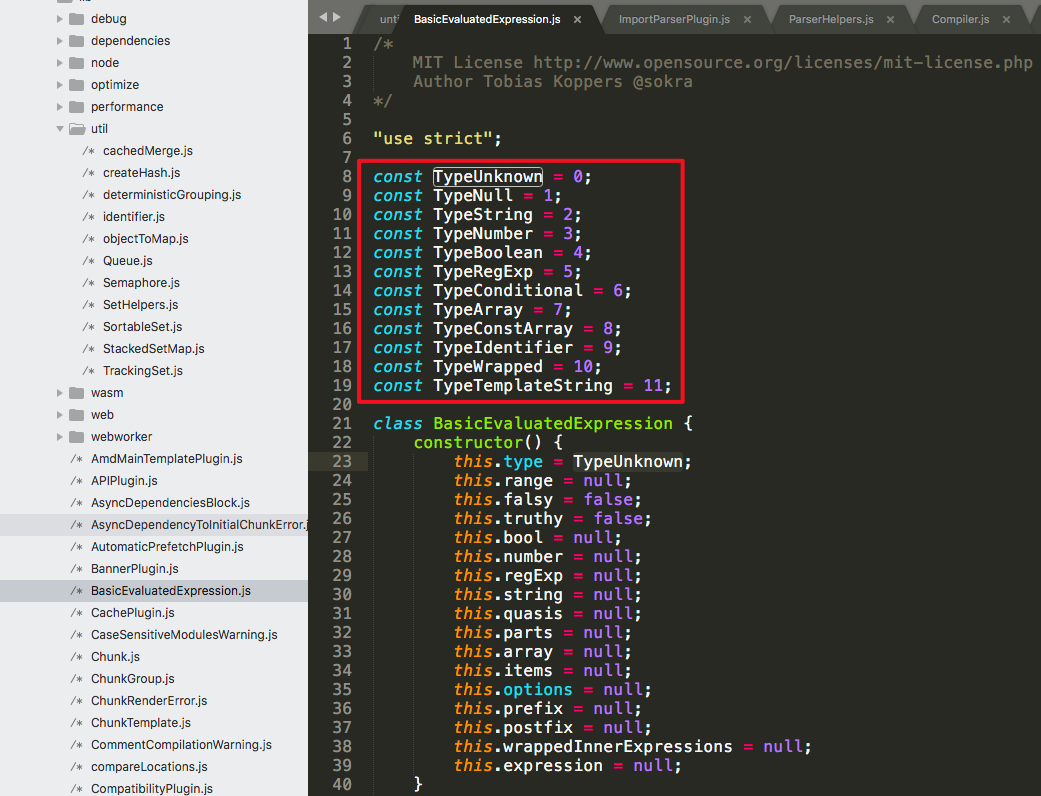 debug
dependencies
node
optimize
performance
util
/* cachedMerge.js
/* createHash.js
/* deterministicGrouping.js
/* identifier.js
/* objectToMap.js
/* Queue.js
/* Semaphore.js
/* SetHelpers.js
/* SortableSet.js
/* StackedSetMap.js
/* TrackingSet.js
wasm
web
webworker
/* AmdMainTemplatePlugin.js
/* APIPlugin.js
/* AsyncDependenciesBlock.js
/* AsyncDependencyToInitialChunkError.j
/* AutomaticPrefetchPlugin.js
/* BannerPlugin.js
/* BasicEvaluatedExpression.js
/* CachePlugin.js
/* CaseSensitiveModulesWarning.js
/* Chunk.js
/* ChunkGroup.js
/* ChunkRenderError.js
/* ChunkTemplate.js
/* CommentCompilationWarning.js
/* compareLocations.js
/* CompatibilityPlugin.js
unti BasicEvaluatedExpression.js × ImportParserPlugin.js × ParserHelpers.js × Compiler.js ×
1 /*
2 MIT License http://www.opensource.org/licenses/mit-license.php
3 Author Tobias Koppers @sokra
4 */
5
6 "use strict";
7
8 const TypeUnknown = 0;
9 const TypeNull = 1;
10 const TypeString = 2;
11 const TypeNumber = 3;
12 const TypeBoolean = 4;
13 const TypeRegExp = 5;
14 const TypeConditional = 6;
15 const TypeArray = 7;
16 const TypeConstArray = 8;
17 const TypeIdentifier = 9;
18 const TypeWrapped = 10;
19 const TypeTemplateString = 11;
20
21 class BasicEvaluatedExpression {
22 constructor() {
23 this.type = TypeUnknown;
24 this.range = null;
25 this.falsy = false;
26 this.truthy = false;
27 this.bool = null;
28 this.number = null;
29 this.regExp = null;
30 this.string = null;
31 this.quasis = null;
32 this.parts = null;
33 this.array = null;
34 this.items = null;
35 this.options = null;
36 this.prefix = null;
37 this.postfix = null;
38 this.wrappedInnerExpressions = null;
39 this.expression = null;
40 }